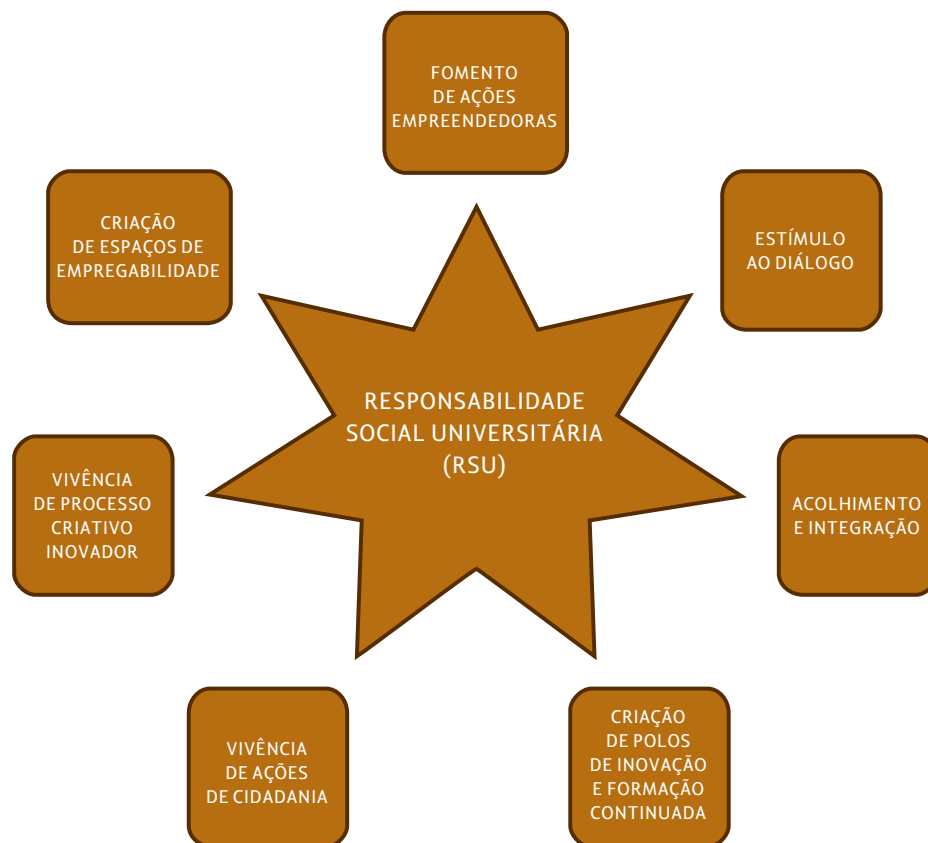 FOMENTO
DE AÇÕES
EMPREENDEDORAS
CRIAÇÃO
DE ESPAÇOS DE
EMPREGABILIDADE
ESTÍMULO
AO DIÁLOGO
RESPONSABILIDADE
SOCIAL UNIVERSITÁRIA
(RSU)
VIVÊNCIA
DE PROCESSO
CRIATIVO
INOVADOR
ACOLHIMENTO
E INTEGRAÇÃO
VIVÊNCIA
DE AÇÕES
DE CIDADANIA
CRIAÇÃO
DE POLOS
DE INOVAÇÃO
E FORMAÇÃO
CONTINUADA